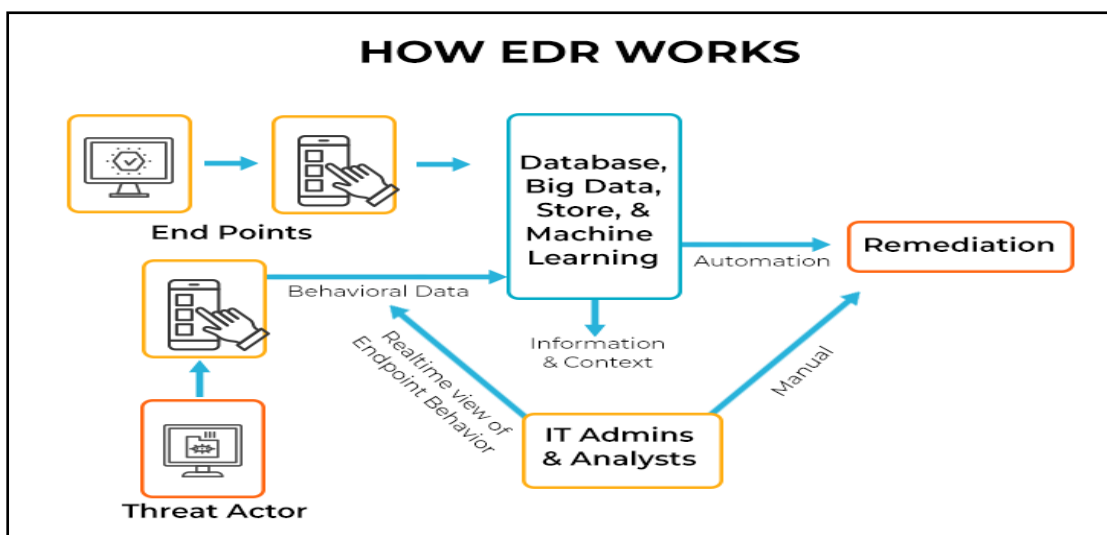 HOW EDR WORKS
End Points
Database,
Big Data,
Store, &
Machine
Learning
Automation
Remediation
Behavioral Data
Realtime view of
Endpoint Behavior
Information
& Context
Manual
IT Admins
& Analysts
Threat Actor